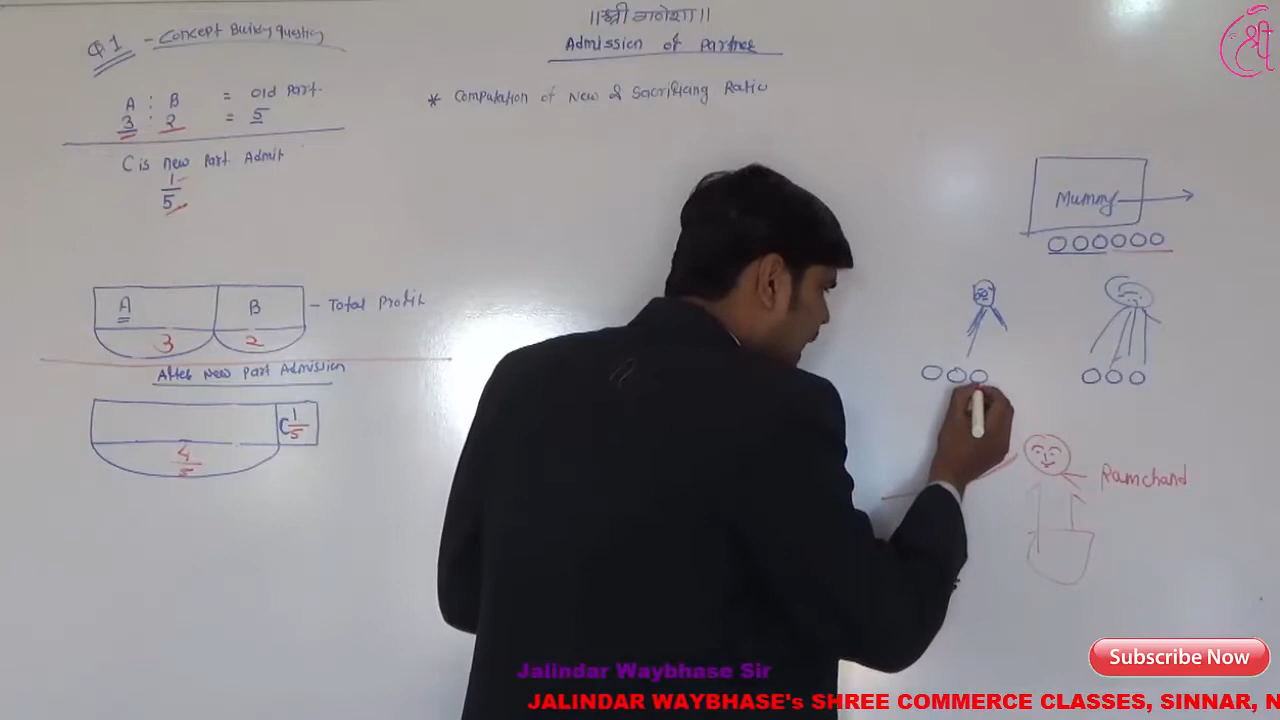 ॥श्री गणेशा॥
Admission of Partner
* Computation of New & Sacrificing Ratio
Q.1 - Concept Buildey Question
A : B = old Part.
3 : 2 = 5
C is New Part Admit
1
5
A B - Total Profit
3 2
After New Part Admission
C 1
5
4
5
Mummy
Ramchand
श्री
Subscribe Now
Jalindar Waybhase Sir
JALINDAR WAYBHASE's SHREE COMMERCE CLASSES, SINNAR, N